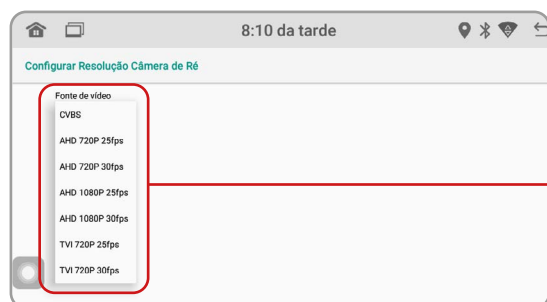 8:10 da tarde
Configurar Resolução Câmera de Ré
Fonte de vídeo
CVBS
AHD 720P 25fps
AHD 720P 30fps
AHD 1080P 25fps
AHD 1080P 30fps
TVI 720P 25fps
TVI 720P 30fps